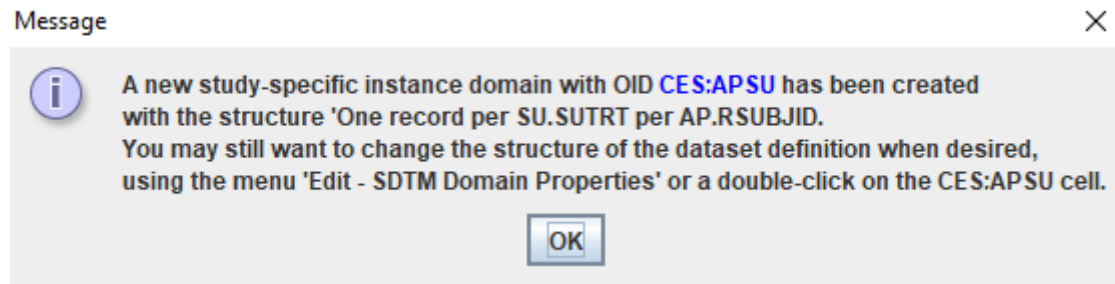 Message
A new study-specific instance domain with OID CES:APSU has been created
with the structure 'One record per SU.SUTRT per AP.RSUBJID.
You may still want to change the structure of the dataset definition when desired,
using the menu 'Edit - SDTM Domain Properties' or a double-click on the CES:APSU cell.
OK